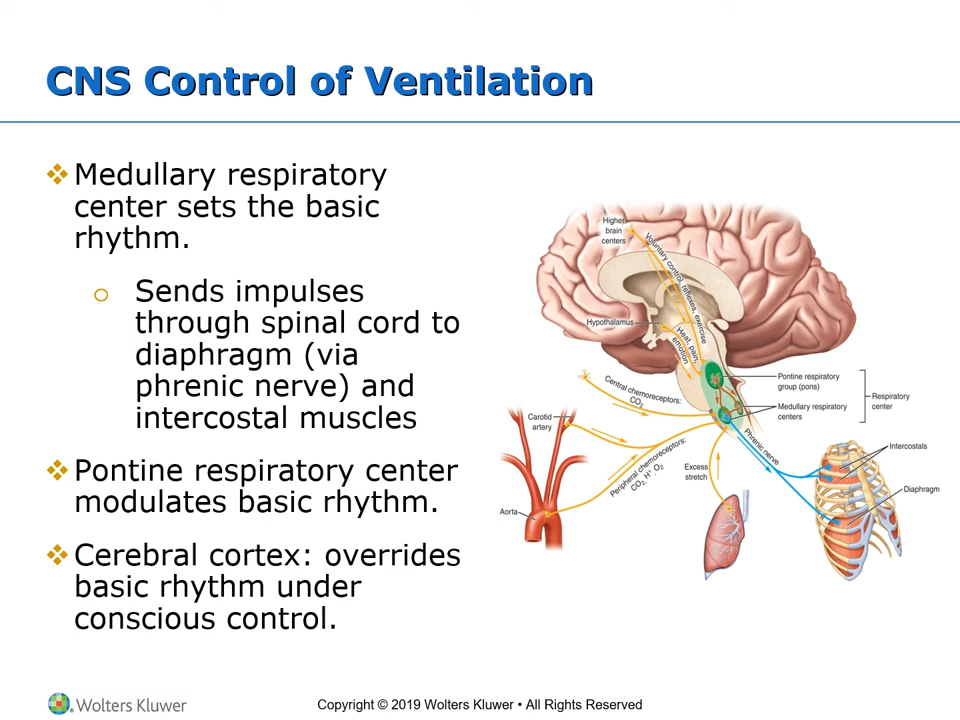 CNS Control of Ventilation
❖Medullary respiratory
center sets the basic
rhythm.
o Sends impulses
through spinal cord to
diaphragm (via
phrenic nerve) and
intercostal muscles
❖Pontine respiratory center
modulates basic rhythm.
❖Cerebral cortex: overrides
basic rhythm under
conscious control.
Higher
brain
centers
Voluntary control, reflexes, exercise
Hypothalamus
Heat, pain,
emotion
Central chemoreceptors:
CO₂
Pontine respiratory
group (pons)
Medullary respiratory
centers
Respiratory
center
Carotid
artery
Phrenic nerve
Peripheral chemoreceptors:
CO₂, H⁺, O₂
Excess
stretch
Intercostals
Diaphragm
Aorta
Wolters Kluwer
Copyright © 2019 Wolters Kluwer • All Rights Reserved